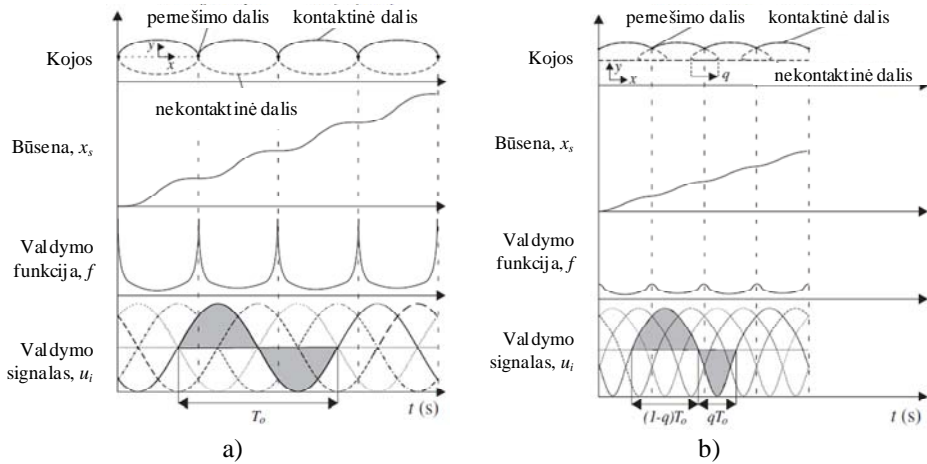 pernešimo dalis kontaktinė dalis
Kojos
y
x
nekontaktinė dalis
Būsena, xs
Valdymo
funkcija, f
Valdymo
signalas, ui
To
t (s)
a)
pernešimo dalis kontaktinė dalis
Kojos
y
x
q
nekontaktinė dalis
Būsena, xs
Valdymo
funkcija, f
Valdymo
signalas, ui
(1-q)To qTo
t (s)
b)